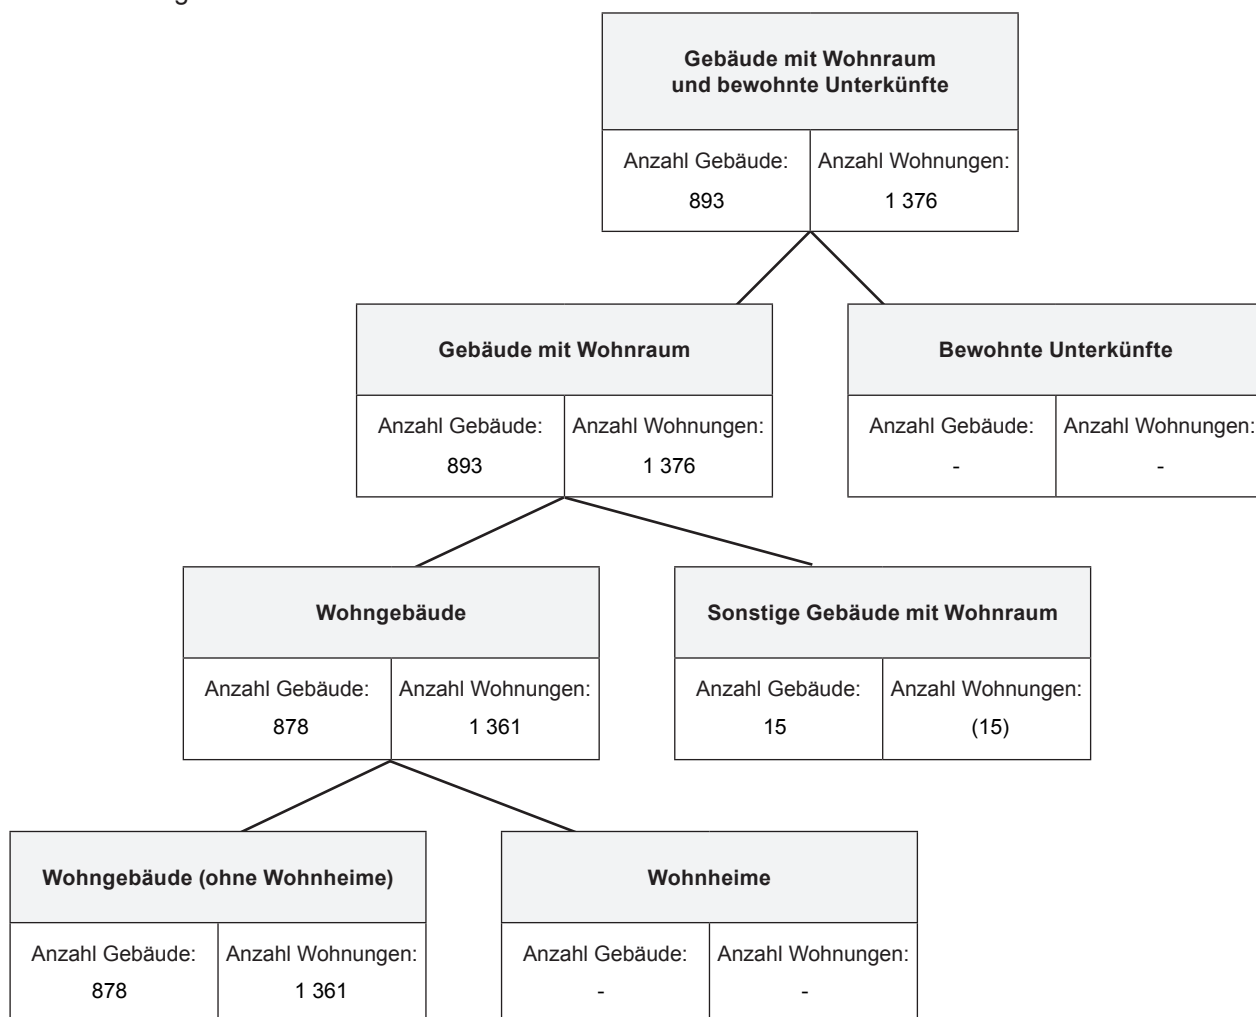 Gebäude mit Wohnraum
und bewohnte Unterkünfte
Anzahl Gebäude: Anzahl Wohnungen:
893 1 376
Gebäude mit Wohnraum
Anzahl Gebäude: Anzahl Wohnungen:
893 1 376
Bewohnte Unterkünfte
Anzahl Gebäude: Anzahl Wohnungen:
- -
Wohngebäude
Anzahl Gebäude: Anzahl Wohnungen:
878 1 361
Sonstige Gebäude mit Wohnraum
Anzahl Gebäude: Anzahl Wohnungen:
15 (15)
Wohngebäude (ohne Wohnheime)
Anzahl Gebäude: Anzahl Wohnungen:
878 1 361
Wohnheime
Anzahl Gebäude: Anzahl Wohnungen:
- -